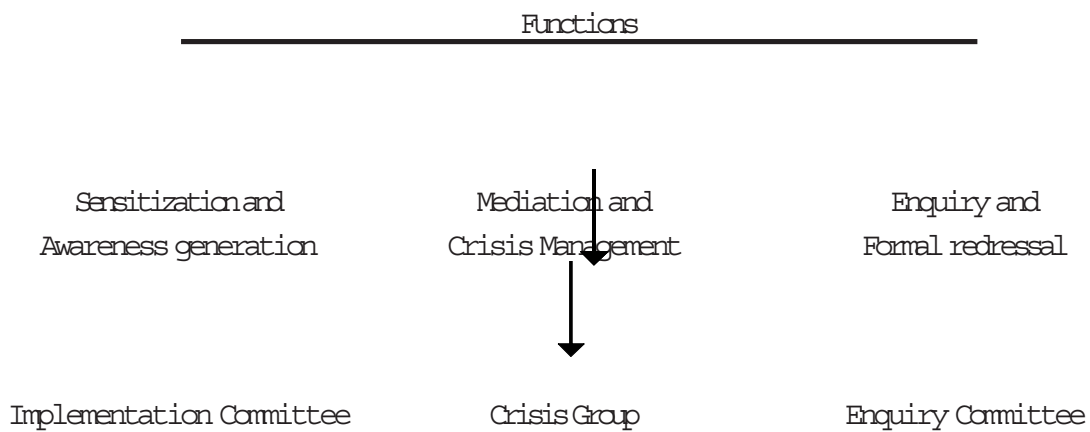 Functions
Sensitization and
Awareness generation
Mediation and
Crisis Management
Enquiry and
Formal redressal
Implementation Committee
Crisis Group
Enquiry Committee